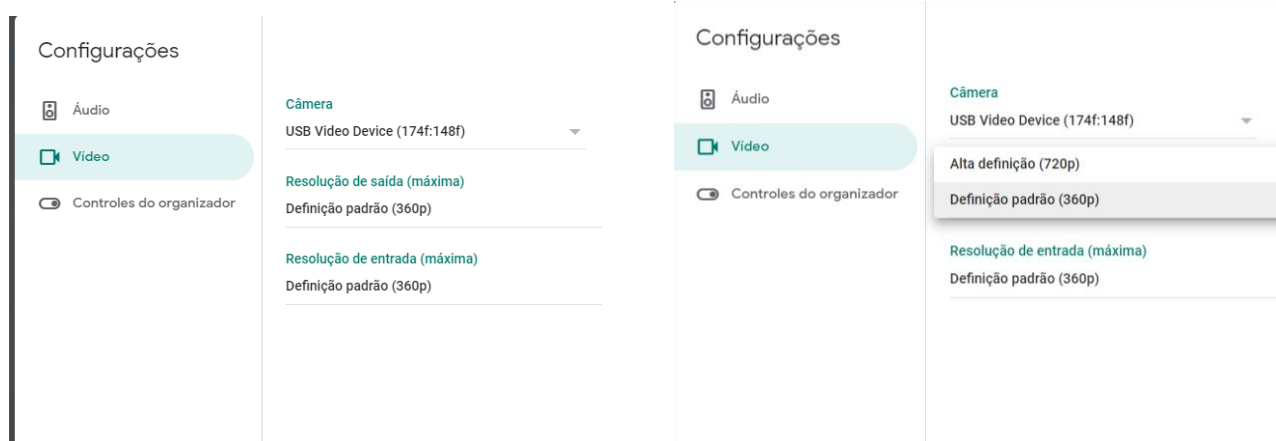 Configurações
Áudio
Vídeo
Controles do organizador
Câmera
USB Video Device (174f:148f)
Resolução de saída (máxima)
Definição padrão (360p)
Resolução de entrada (máxima)
Definição padrão (360p)
Configurações
Áudio
Vídeo
Controles do organizador
Câmera
USB Video Device (174f:148f)
Alta definição (720p)
Definição padrão (360p)
Resolução de entrada (máxima)
Definição padrão (360p)